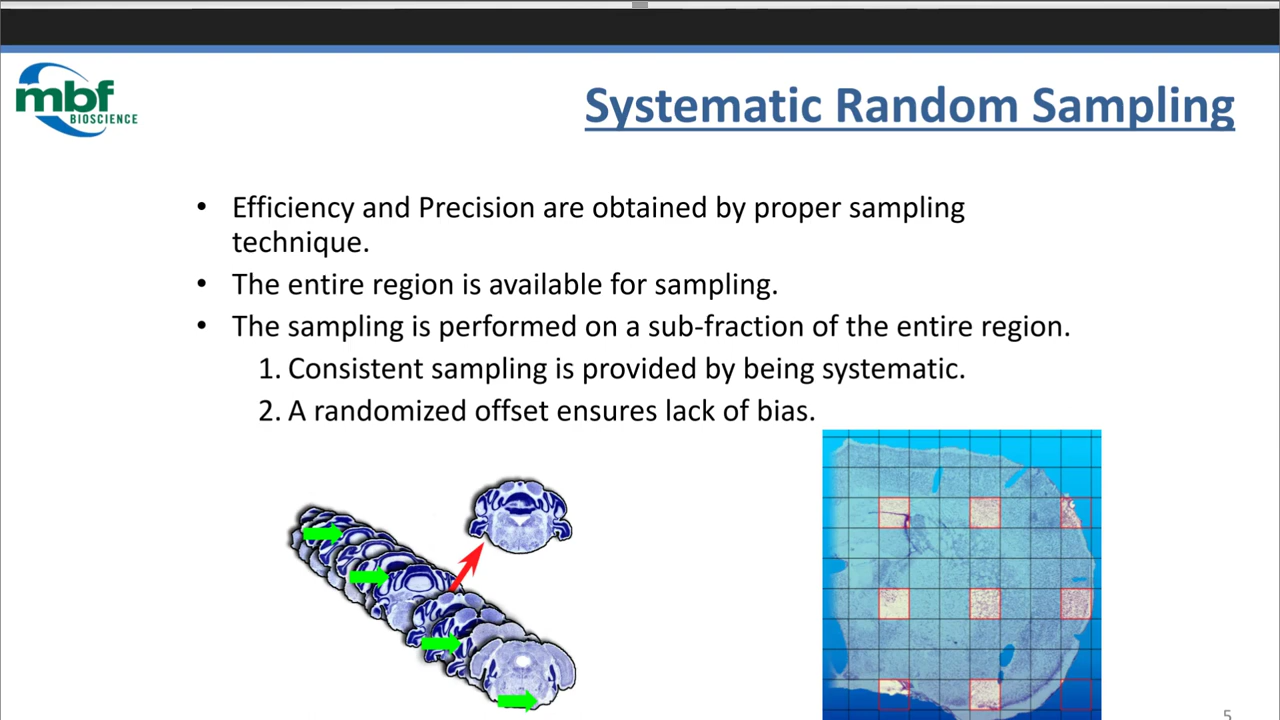 mbf
BIOSCIENCE
Systematic Random Sampling
• Efficiency and Precision are obtained by proper sampling
technique.
• The entire region is available for sampling.
• The sampling is performed on a sub-fraction of the entire region.
1. Consistent sampling is provided by being systematic.
2. A randomized offset ensures lack of bias.
5